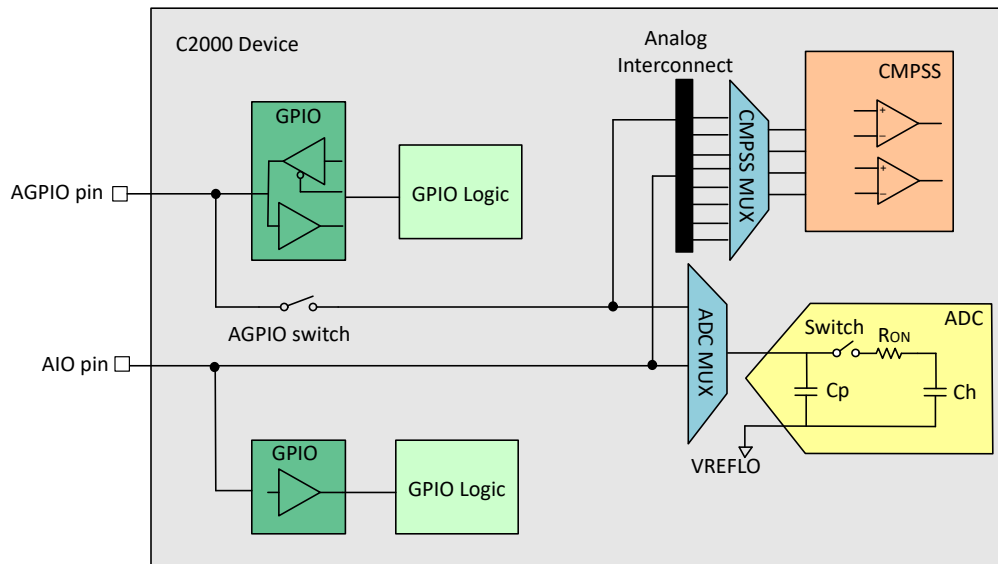 C2000 Device
Analog
Interconnect
CMPSS
+
−
+
−
CMPSS MUX
GPIO
GPIO Logic
AGPIO pin
AGPIO switch
ADC MUX
ADC
Switch
RON
Cp
Ch
VREFLO
AIO pin
GPIO
GPIO Logic